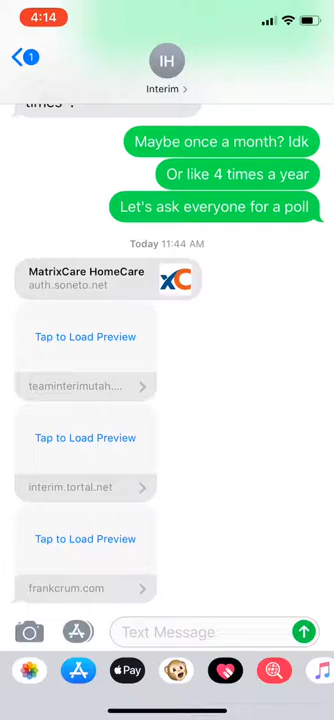 4:14
1
IH
Interim
times ?
Maybe once a month? Idk
Or like 4 times a year
Let's ask everyone for a poll
Today 11:44 AM
MatrixCare HomeCare
auth.soneto.net
xC
Tap to Load Preview
teaminterimutah....
Tap to Load Preview
interim.tortal.net
Tap to Load Preview
frankcrum.com
Text Message
Pay